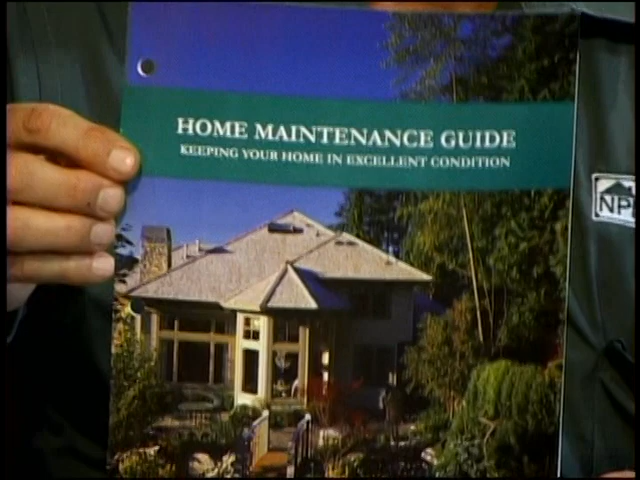 HOME MAINTENANCE GUIDE
KEEPING YOUR HOME IN EXCELLENT CONDITION
NP